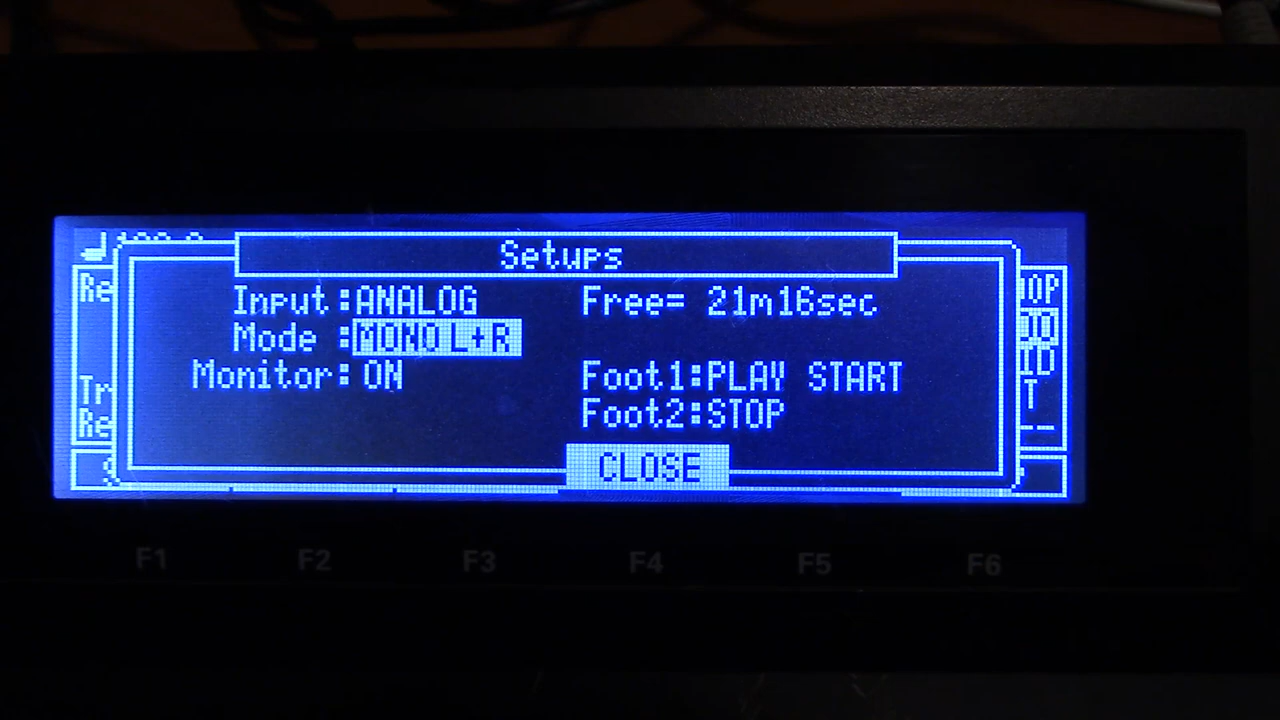 Setups
Input:ANALOG Free= 21m16sec
Mode :MONO L+R
Monitor:ON Foot1:PLAY START
Foot2:STOP
CLOSE
F1 F2 F3 F4 F5 F6